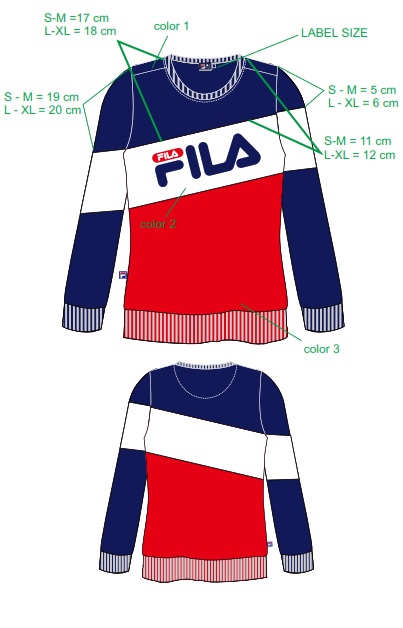 S-M =17 cm
L-XL = 18 cm
color 1
LABEL SIZE
S - M = 19 cm
L - XL = 20 cm
S - M = 5 cm
L - XL = 6 cm
S-M = 11 cm
L-XL = 12 cm
FILA
FILA
color 2
color 3